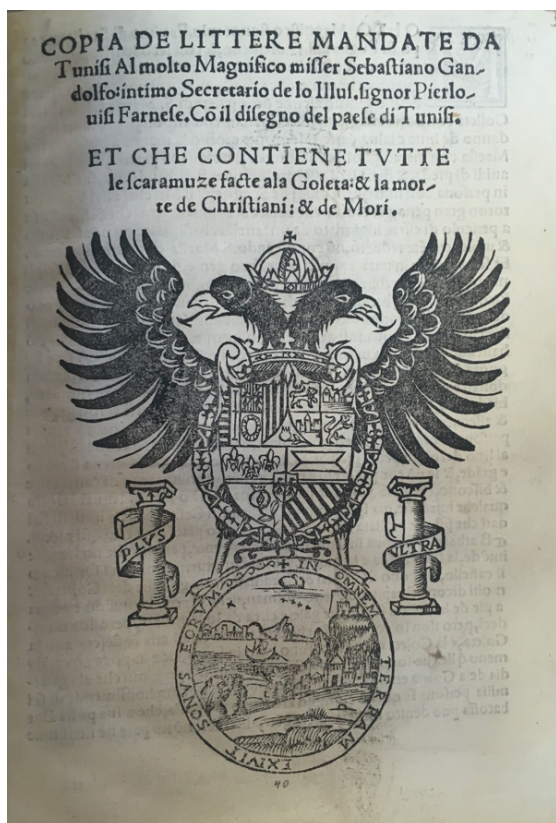 COPIA DE LITTERE MANDATE DA
Tunisi Al molto Magnifico misser Sebastiano Gan-
dolfo:intimo Secretario de lo Illus.signor Pierlo-
uisi Farnese.Cõ il disegno del paese di Tunisi.
ET CHE CONTIENE TVTTE
le scaramuze facte ala Goleta:& la mor-
te de Christiani: & de Mori.
PLVS
VLTRA
IN OMNEM TERRAM EXIVIT SONVS EORVM
40